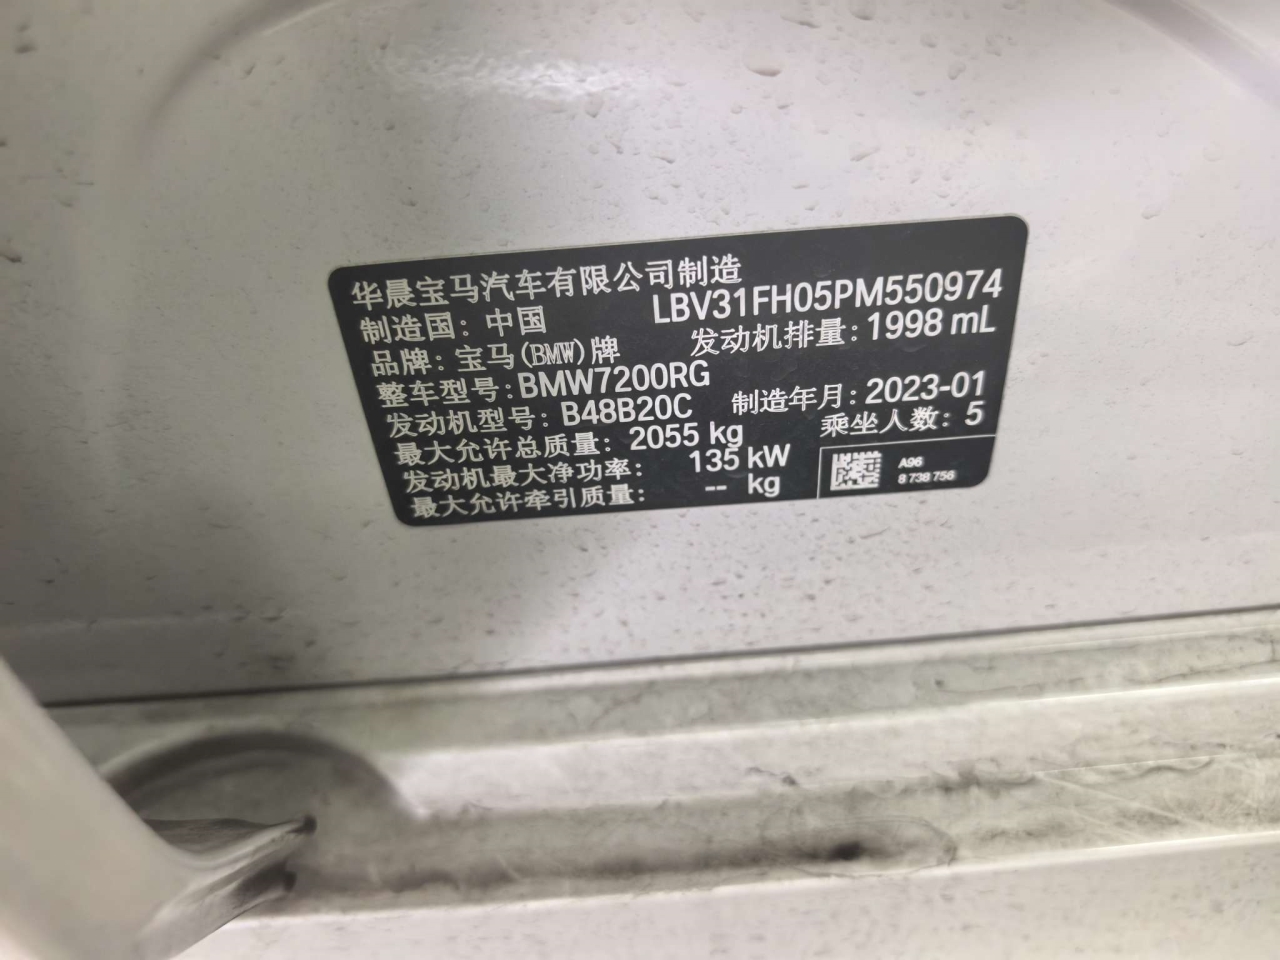 华晨宝马汽车有限公司制造
LBV31FH05PM550974
制造国：中国
发动机排量：1998 mL
品牌：宝马(BMW)牌
整车型号：BMW7200RG
制造年月：2023-01
发动机型号：B48B20C
乘坐人数：5
最大允许总质量：2055 kg
发动机最大净功率：135 kW
最大允许牵引质量：-- kg
A96
8 738 756